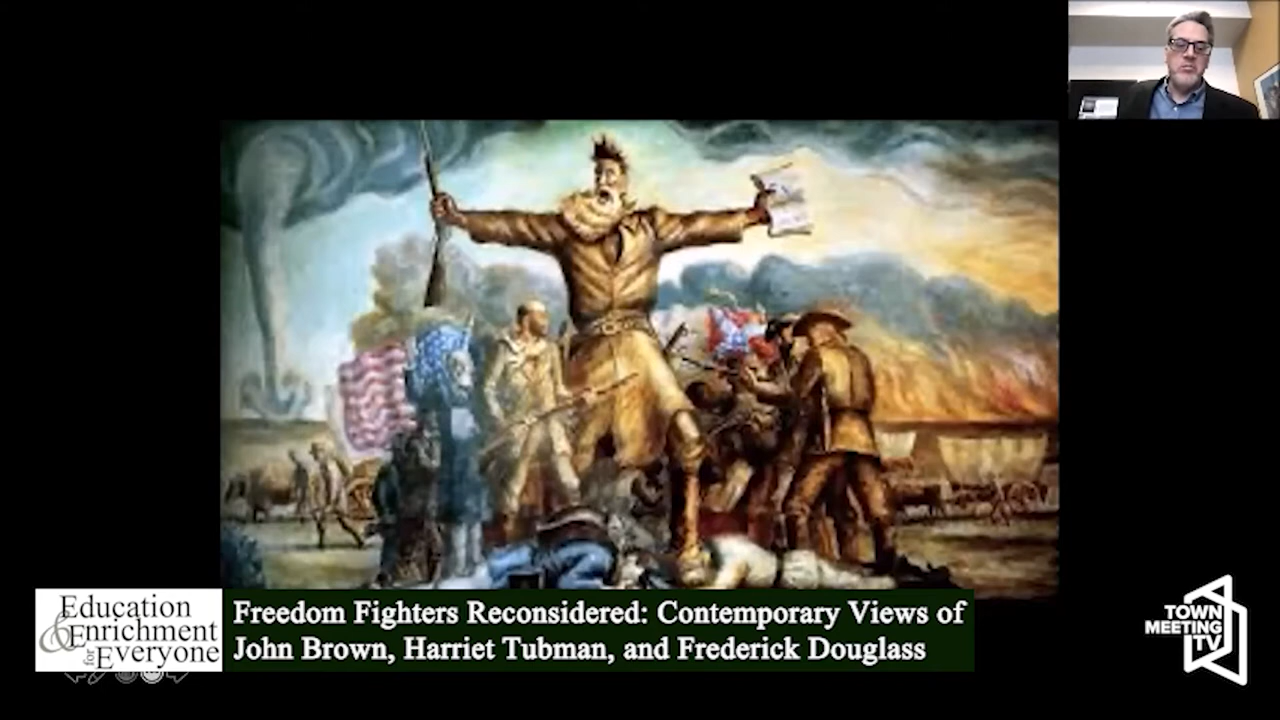 Education
& Enrichment
for Everyone
Freedom Fighters Reconsidered: Contemporary Views of
John Brown, Harriet Tubman, and Frederick Douglass
TOWN
MEETING
TV